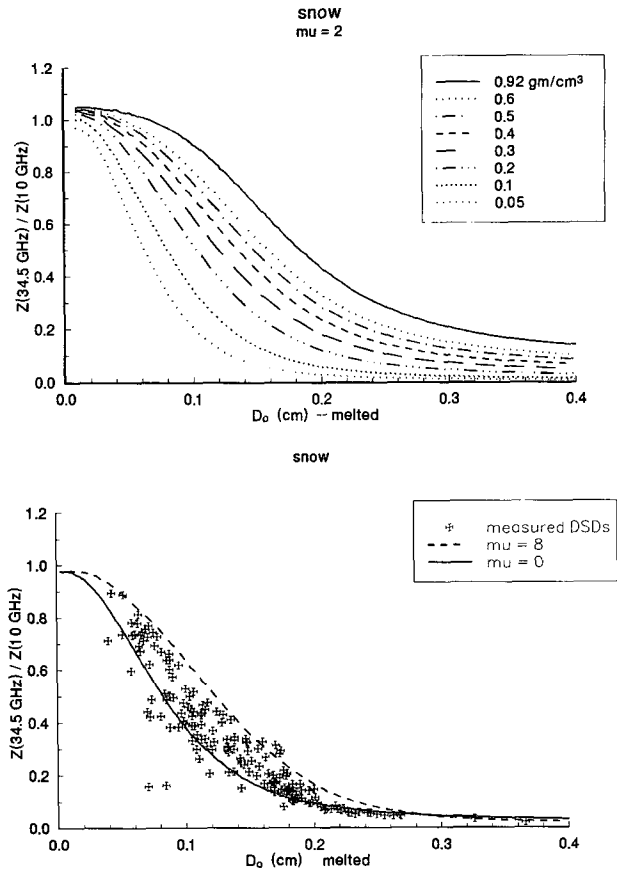 snow
mu = 2
1.2
1.0
0.8
0.6
0.4
0.2
0.0
Z(34.5 GHz) / Z(10 GHz)
0.0 0.1 0.2 0.3 0.4
D₀ (cm) -- melted
0.92 gm/cm³
0.6
0.5
0.4
0.3
0.2
0.1
0.05
snow
1.2
1.0
0.8
0.6
0.4
0.2
0.0
Z(34.5 GHz) / Z(10 GHz)
0.0 0.1 0.2 0.3 0.4
D₀ (cm) melted
measured DSDs
mu = 8
mu = 0